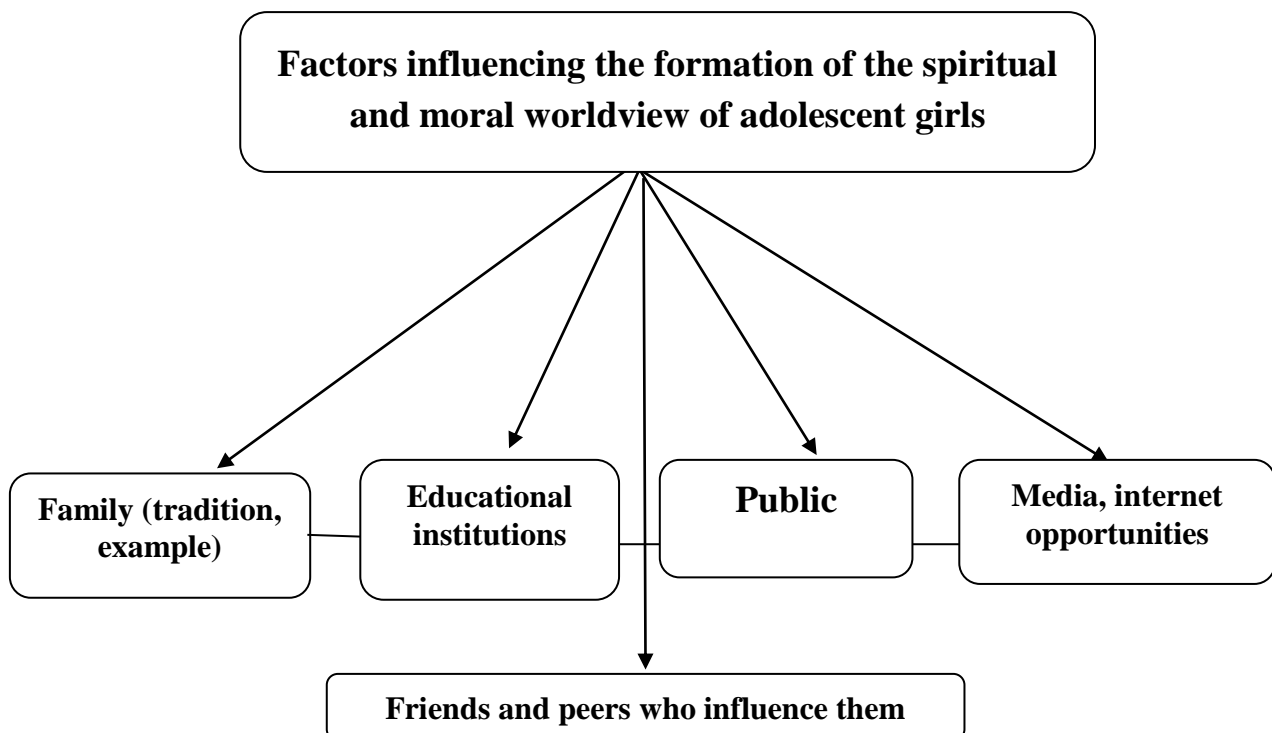 Factors influencing the formation of the spiritual
and moral worldview of adolescent girls
Family (tradition,
example)
Educational
institutions
Public
Media, internet
opportunities
Friends and peers who influence them